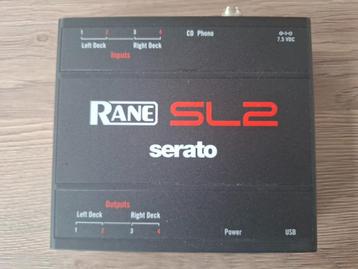 1 2 3 4 CD Phono
Left Deck Right Deck 7.5 VDC
Inputs
RANE SL2
serato
Outputs
Left Deck Right Deck
1 2 3 4 Power USB